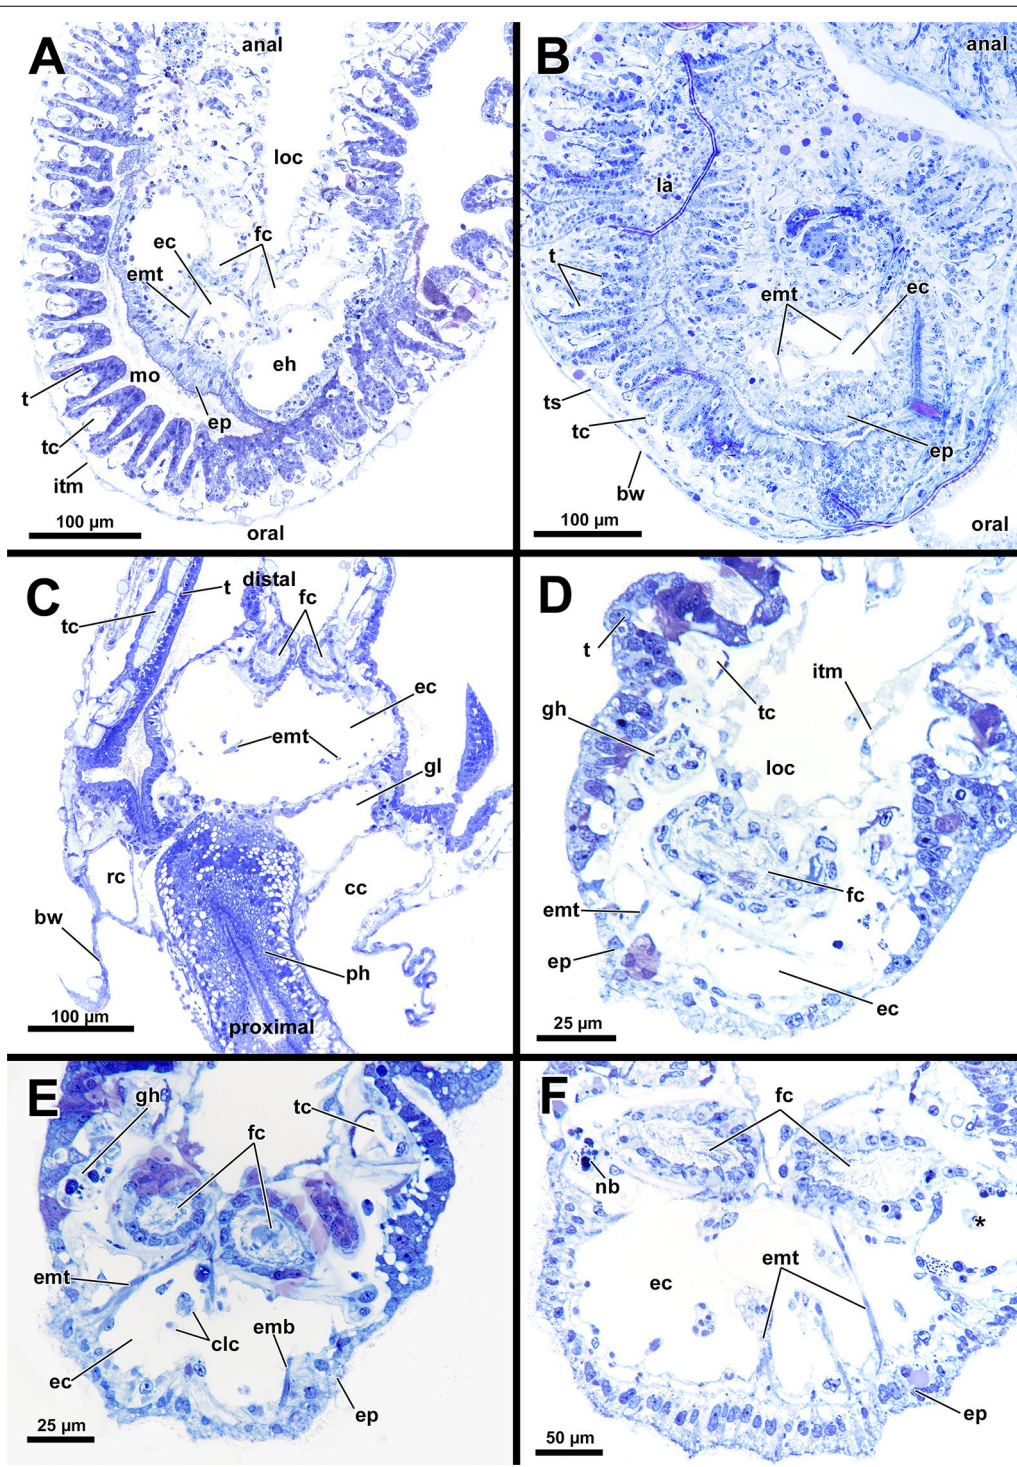 A
anal
loc
ec
fc
emt
eh
mo
t
ep
tc
itm
100 µm
oral
B
anal
la
t
emt
ec
ts
tc
bw
ep
100 µm
oral
C
distal
t
fc
tc
ec
emt
gl
rc
cc
bw
ph
100 µm
proximal
D
t
itm
tc
gh
loc
fc
emt
ep
ec
25 µm
E
gh
tc
fc
emt
clc
emb
ec
ep
25 µm
F
fc
nb
*
emt
ec
ep
50 µm